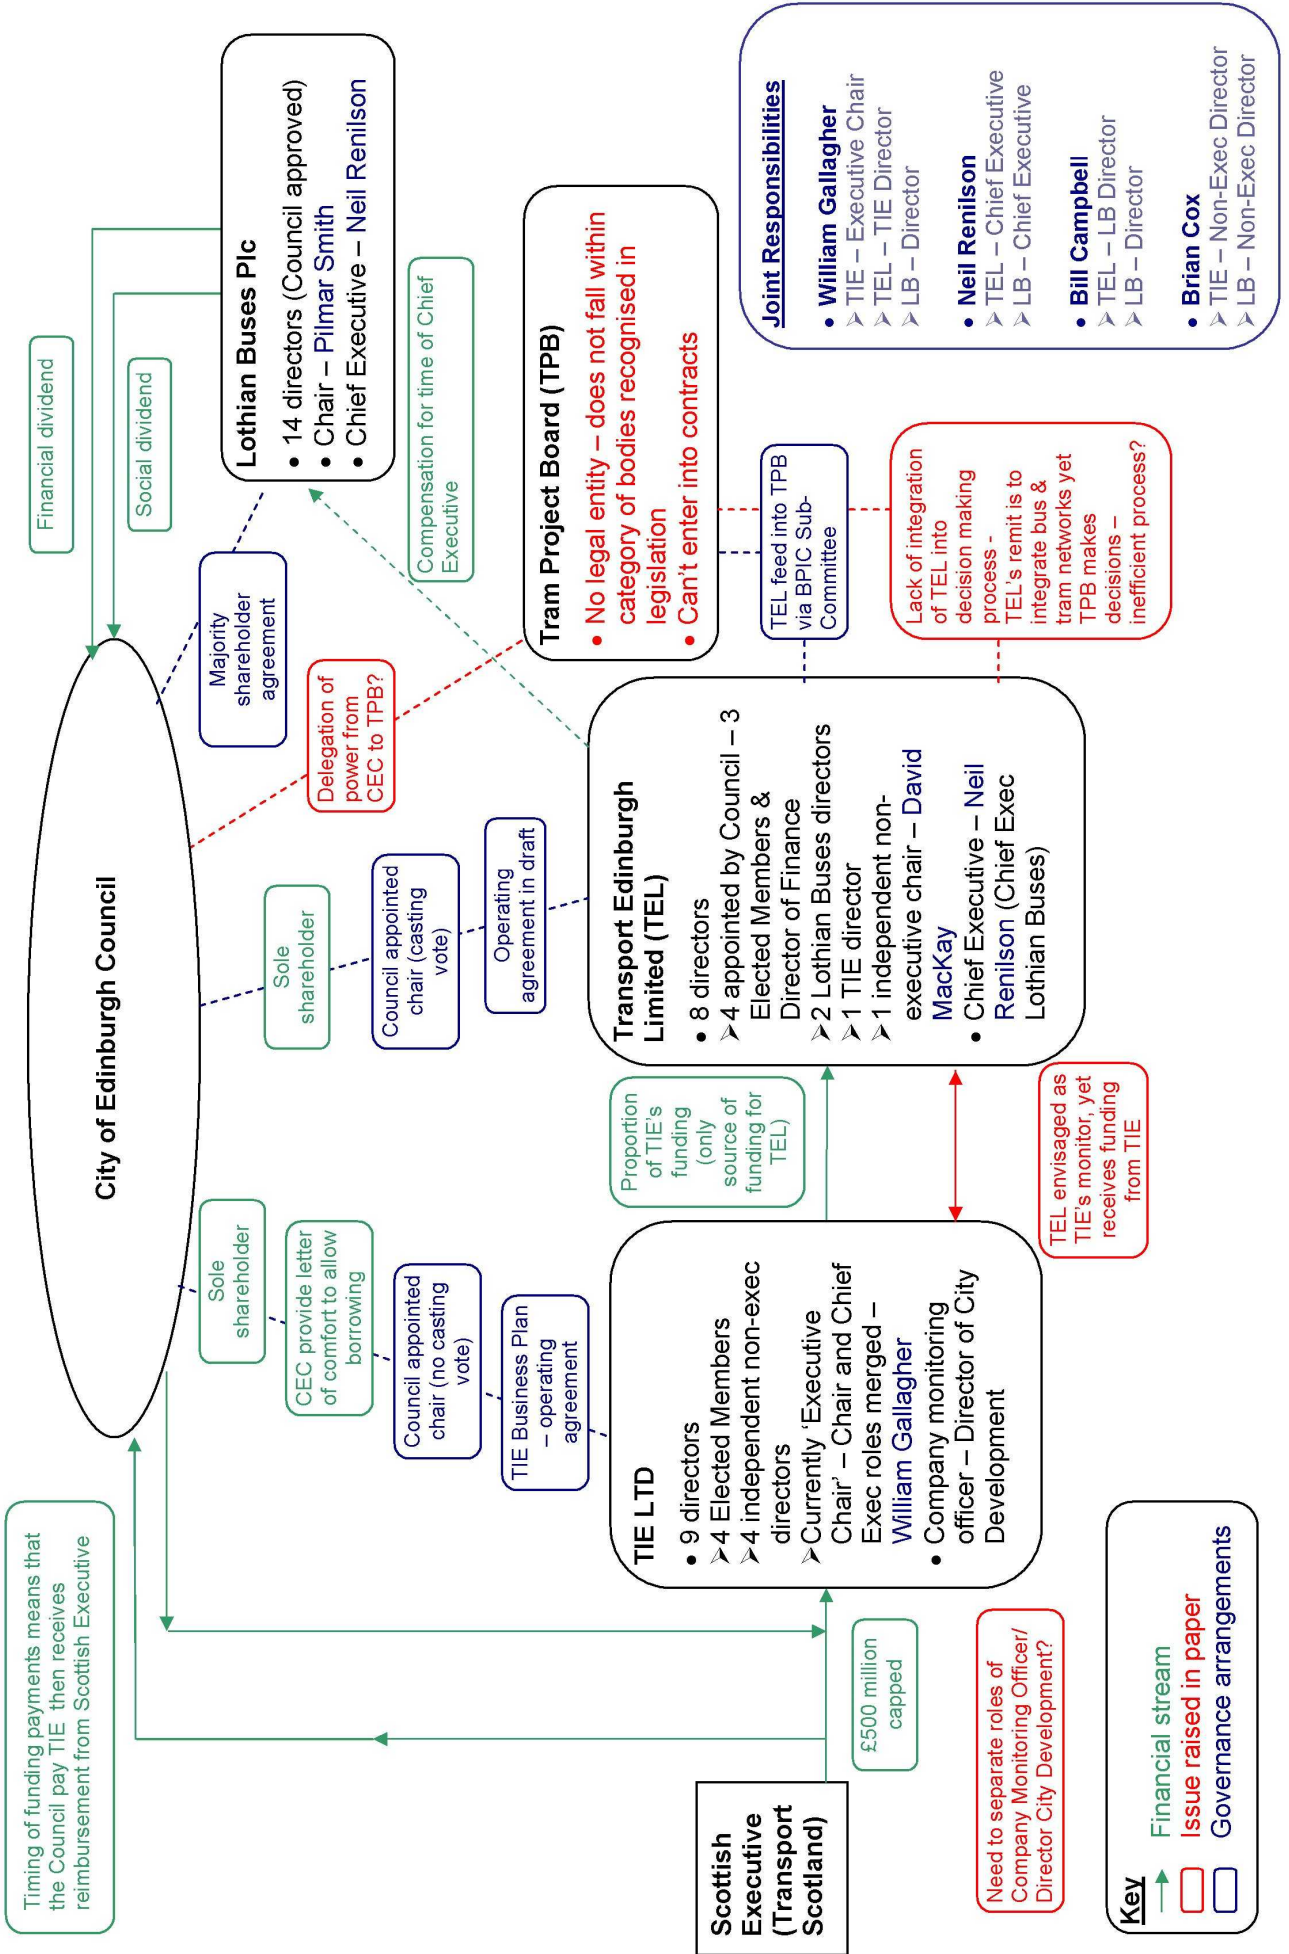 Timing of funding payments means that
the Council pay TIE then receives
reimbursement from Scottish Executive
City of Edinburgh Council
Financial dividend
Social dividend
Majority
shareholder
agreement
Lothian Buses Plc
• 14 directors (Council approved)
• Chair – Pilmar Smith
• Chief Executive – Neil Renilson
Sole
shareholder
CEC provide letter
of comfort to allow
borrowing
Council appointed
chair (no casting
vote)
TIE Business Plan
– operating
agreement
Sole
shareholder
Council appointed
chair (casting
vote)
Operating
agreement in draft
Delegation of
power from
CEC to TPB?
Compensation for time of Chief
Executive
Tram Project Board (TPB)
• No legal entity – does not fall within
category of bodies recognised in
legislation
• Can't enter into contracts
Scottish
Executive
(Transport
Scotland)
£500 million
capped
TIE LTD
• 9 directors
➢4 Elected Members
➢4 independent non-exec
directors
➢Currently ‘Executive
Chair’ – Chair and Chief
Exec roles merged –
William Gallagher
• Company monitoring
officer – Director of City
Development
Proportion
of TIE's
funding
(only
source of
funding for
TEL)
TEL envisaged as
TIE's monitor, yet
receives funding
from TIE
Transport Edinburgh
Limited (TEL)
• 8 directors
➢4 appointed by Council – 3
Elected Members &
Director of Finance
➢2 Lothian Buses directors
➢1 TIE director
➢1 independent non-
executive chair – David
MacKay
• Chief Executive – Neil
Renilson (Chief Exec
Lothian Buses)
TEL feed into TPB
via BPIC Sub-
Committee
Lack of integration
of TEL into
decision making
process -
TEL's remit is to
integrate bus &
tram networks yet
TPB makes
decisions –
inefficient process?
Joint Responsibilities
• William Gallagher
➢ TIE – Executive Chair
➢ TEL – TIE Director
➢ LB – Director
• Neil Renilson
➢ TEL – Chief Executive
➢ LB – Chief Executive
• Bill Campbell
➢ TEL – LB Director
➢ LB – Director
• Brian Cox
➢ TIE – Non-Exec Director
➢ LB – Non-Exec Director
Need to separate roles of
Company Monitoring Officer/
Director City Development?
Key
Financial stream
Issue raised in paper
Governance arrangements